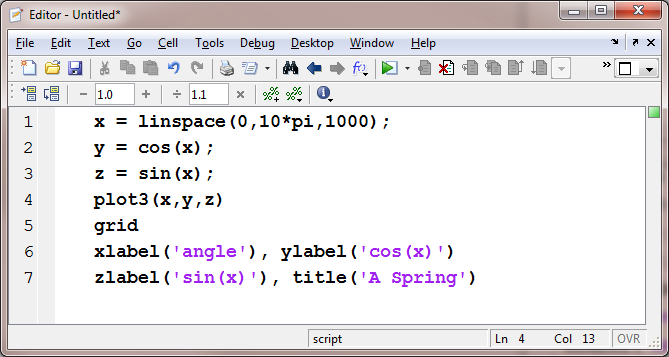 Editor - Untitled*
File Edit Text Go Cell Tools Debug Desktop Window Help
- 1.0 + ÷ 1.1 ×
1 x = linspace(0,10*pi,1000);
2 y = cos(x);
3 z = sin(x);
4 plot3(x,y,z)
5 grid
6 xlabel('angle'), ylabel('cos(x)')
7 zlabel('sin(x)'), title('A Spring')
script Ln 4 Col 13 OVR